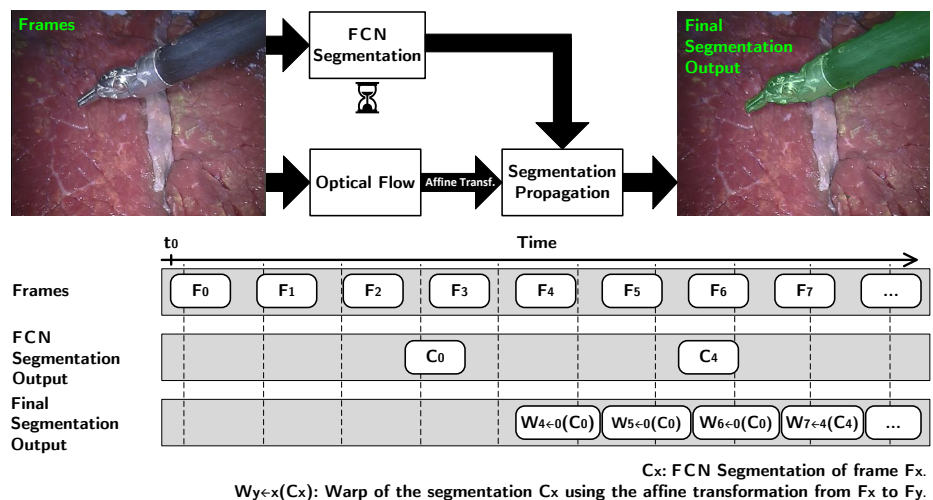 Frames
FCN
Segmentation
Final
Segmentation
Output
Optical Flow
Affine Transf.
Segmentation
Propagation
t0
Time
Frames
F0
F1
F2
F3
F4
F5
F6
F7
...
FCN
Segmentation
Output
C0
C4
Final
Segmentation
Output
W4←0(C0)
W5←0(C0)
W6←0(C0)
W7←4(C4)
...
Cx: FCN Segmentation of frame Fx.
Wy←x(Cx): Warp of the segmentation Cx using the affine transformation from Fx to Fy.